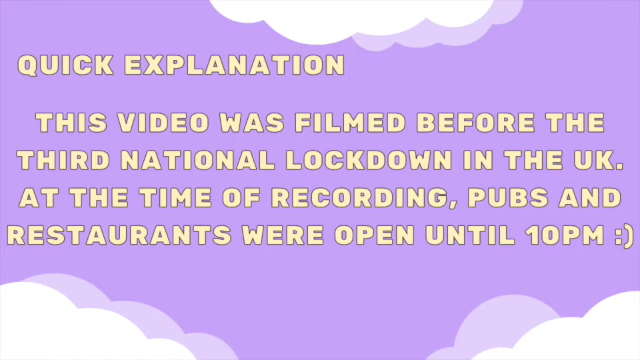 QUICK EXPLANATION
THIS VIDEO WAS FILMED BEFORE THE
THIRD NATIONAL LOCKDOWN IN THE UK.
AT THE TIME OF RECORDING, PUBS AND
RESTAURANTS WERE OPEN UNTIL 10PM :)